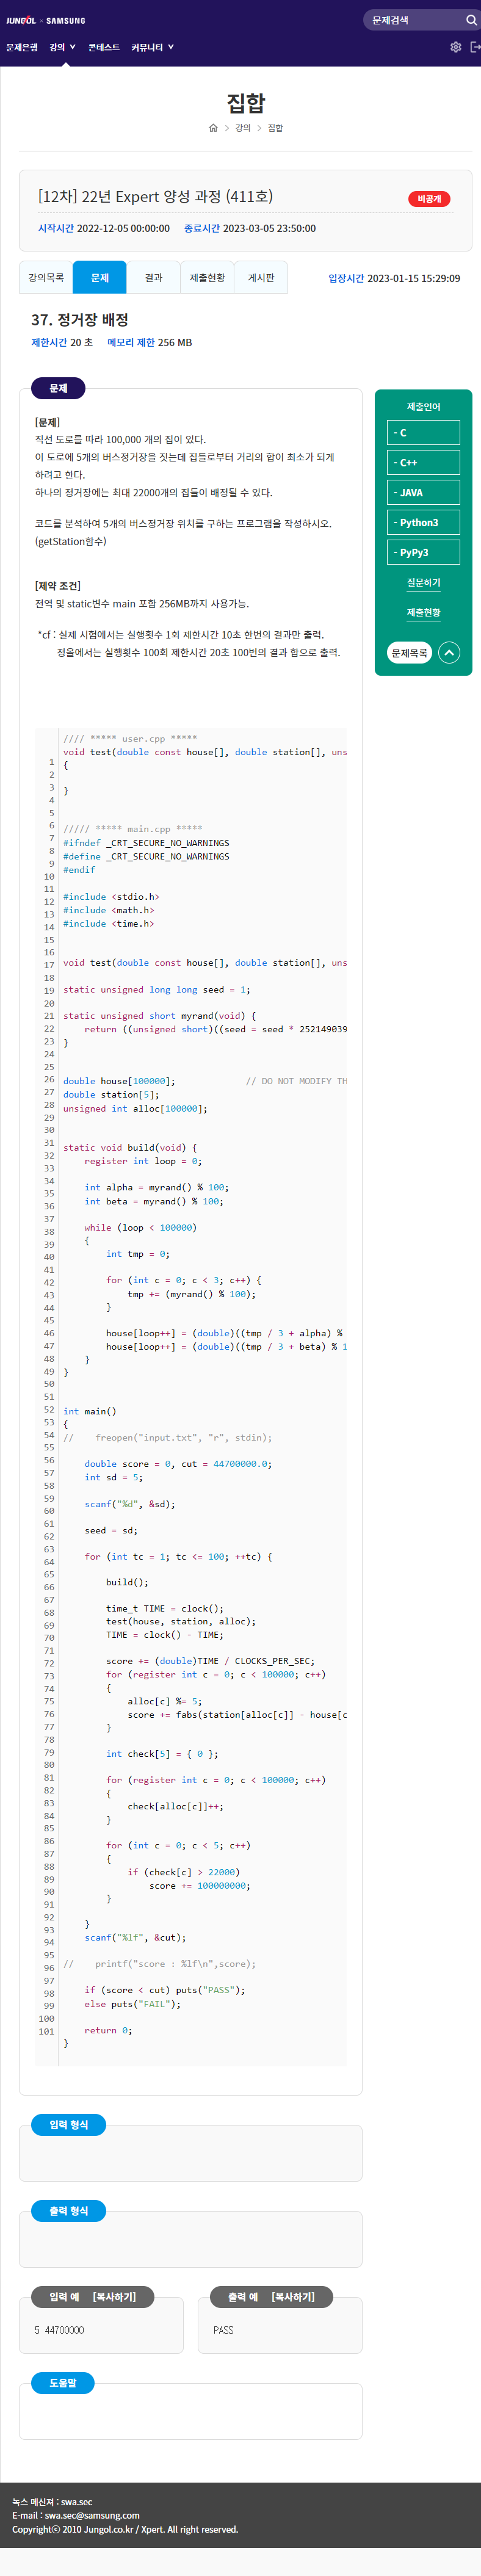 JUNGOL × SAMSUNG
문제검색
문제은행 강의 콘테스트 커뮤니티
집합
강의 집합
[12차] 22년 Expert 양성 과정 (411호)
비공개
시작시간 2022-12-05 00:00:00 종료시간 2023-03-05 23:50:00
강의목록 문제 결과 제출현황 게시판
입장시간 2023-01-15 15:29:09
37. 정거장 배정
제한시간 20 초 메모리 제한 256 MB
문제
[문제]
직선 도로를 따라 100,000 개의 집이 있다.
이 도로에 5개의 버스정거장을 짓는데 집들로부터 거리의 합이 최소가 되게
하려고 한다.
하나의 정거장에는 최대 22000개의 집들이 배정될 수 있다.
코드를 분석하여 5개의 버스정거장 위치를 구하는 프로그램을 작성하시오.
(getStation함수)
[제약 조건]
전역 및 static변수 main 포함 256MB까지 사용가능.
*cf : 실제 시험에서는 실행횟수 1회 제한시간 10초 한번의 결과만 출력.
정올에서는 실행횟수 100회 제한시간 20초 100번의 결과 합으로 출력.
제출언어
- C
- C++
- JAVA
- Python3
- PyPy3
질문하기
제출현황
문제목록
1
2
3
4
5
6
7
8
9
10
11
12
13
14
15
16
17
18
19
20
21
22
23
24
25
26
27
28
29
30
31
32
33
34
35
36
37
38
39
40
41
42
43
44
45
46
47
48
49
50
51
52
53
54
55
56
57
58
59
60
61
62
63
64
65
66
67
68
69
70
71
72
73
74
75
76
77
78
79
80
81
82
83
84
85
86
87
88
89
90
91
92
93
94
95
96
97
98
99
100
101
//// ***** user.cpp *****
void test(double const house[], double station[], uns
{
}
///// ***** main.cpp *****
#ifndef _CRT_SECURE_NO_WARNINGS
#define _CRT_SECURE_NO_WARNINGS
#endif
#include <stdio.h>
#include <math.h>
#include <time.h>
void test(double const house[], double station[], uns
static unsigned long long seed = 1;
static unsigned short myrand(void) {
return ((unsigned short)((seed = seed * 252149039
}
double house[100000]; // DO NOT MODIFY TH
double station[5];
unsigned int alloc[100000];
static void build(void) {
register int loop = 0;
int alpha = myrand() % 100;
int beta = myrand() % 100;
while (loop < 100000)
{
int tmp = 0;
for (int c = 0; c < 3; c++) {
tmp += (myrand() % 100);
}
house[loop++] = (double)((tmp / 3 + alpha) %
house[loop++] = (double)((tmp / 3 + beta) % 1
}
}
int main()
{
// freopen("input.txt", "r", stdin);
double score = 0, cut = 44700000.0;
int sd = 5;
scanf("%d", &sd);
seed = sd;
for (int tc = 1; tc <= 100; ++tc) {
build();
time_t TIME = clock();
test(house, station, alloc);
TIME = clock() - TIME;
score += (double)TIME / CLOCKS_PER_SEC;
for (register int c = 0; c < 100000; c++)
{
alloc[c] %= 5;
score += fabs(station[alloc[c]] - house[c
}
int check[5] = { 0 };
for (register int c = 0; c < 100000; c++)
{
check[alloc[c]]++;
}
for (int c = 0; c < 5; c++)
{
if (check[c] > 22000)
score += 100000000;
}
}
scanf("%lf", &cut);
// printf("score : %lf\n",score);
if (score < cut) puts("PASS");
else puts("FAIL");
return 0;
}
입력 형식
출력 형식
입력 예 [복사하기]
출력 예 [복사하기]
5 44700000
PASS
도움말
녹스 메신져 : swa.sec
E-mail : swa.sec@samsung.com
Copyrightⓒ 2010 Jungol.co.kr / Xpert. All right reserved.